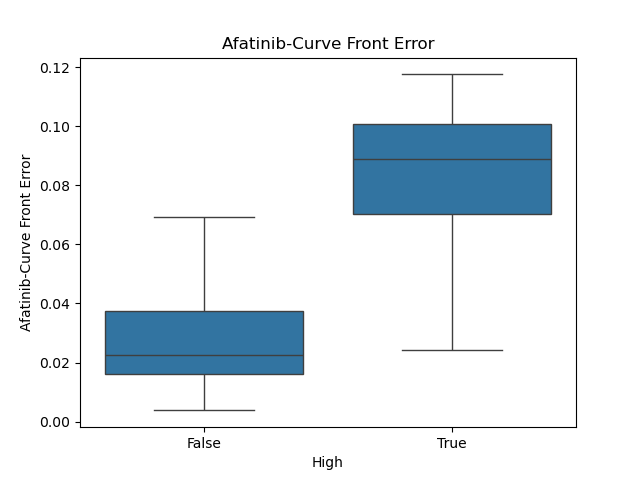 Afatinib-Curve Front Error
Afatinib-Curve Front Error
0.12
0.10
0.08
0.06
0.04
0.02
0.00
False True
High